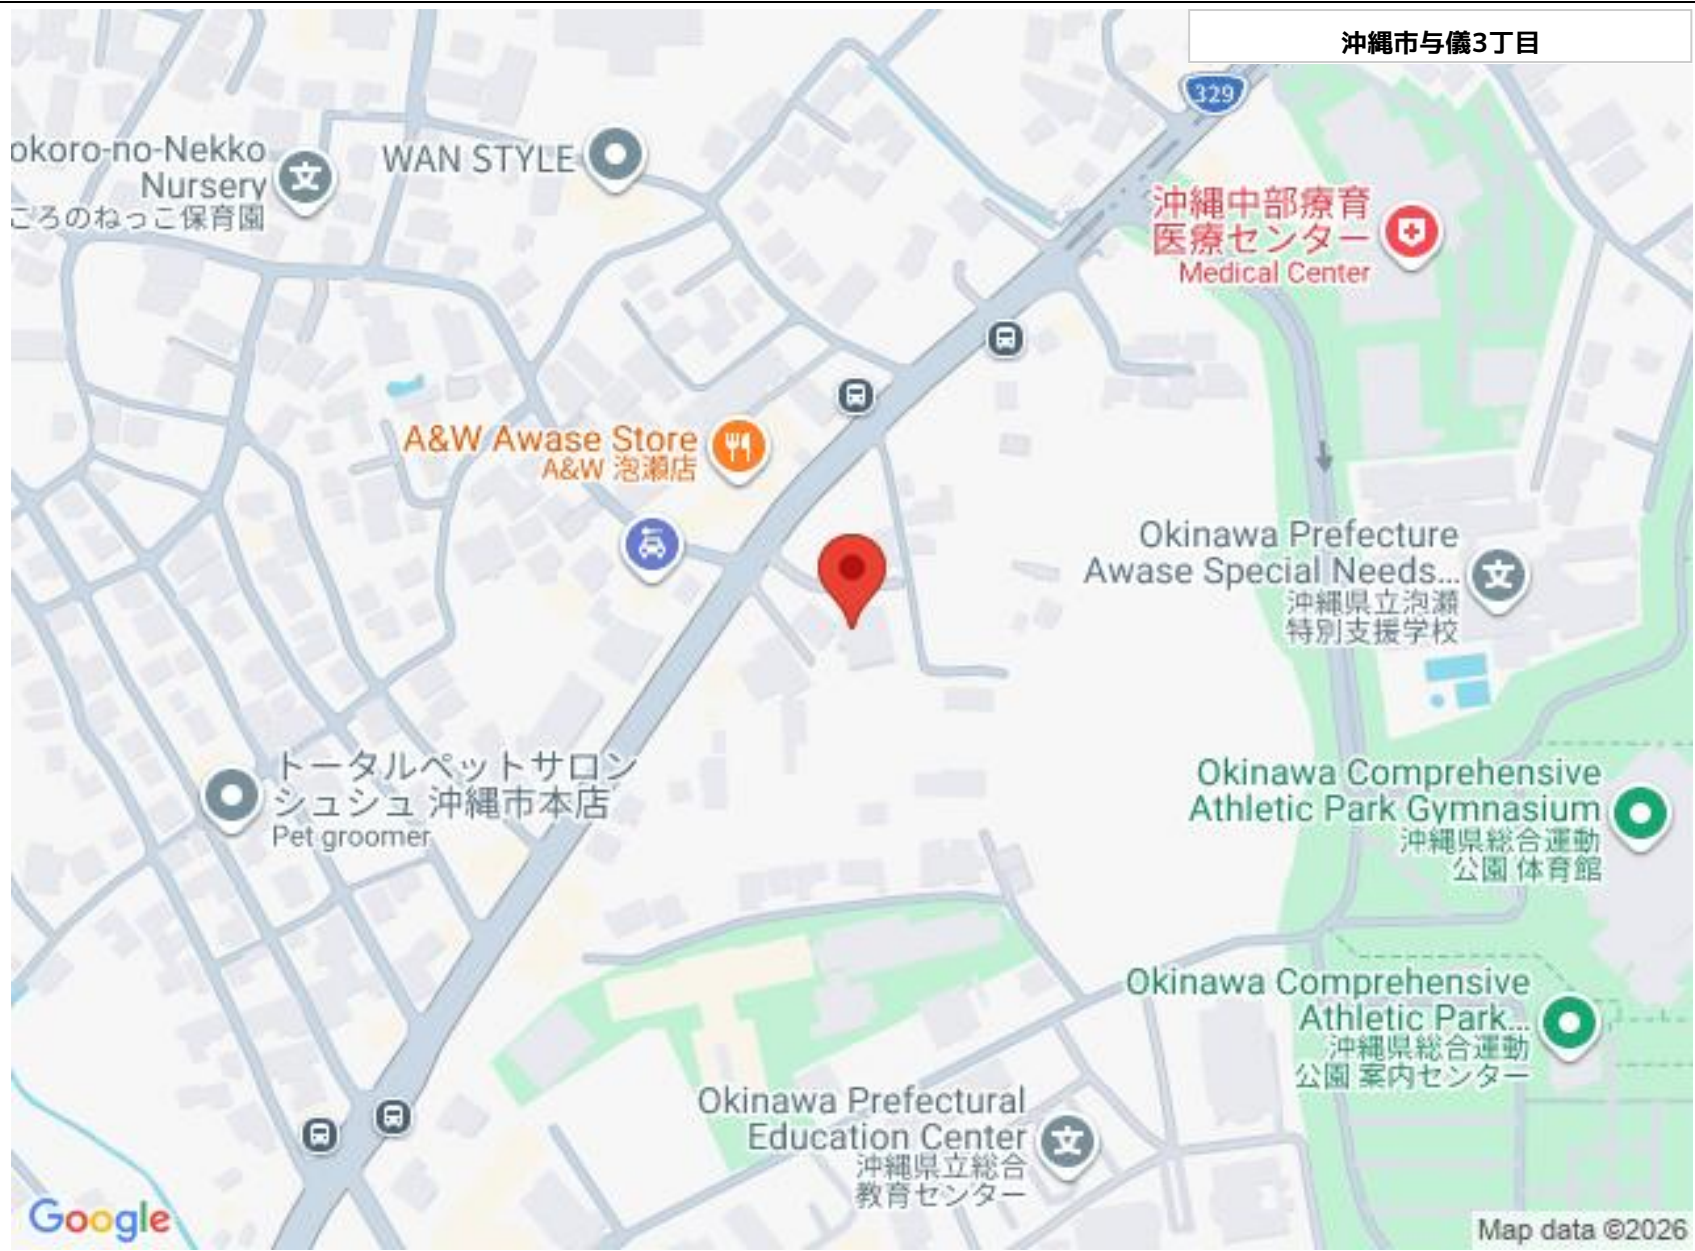 沖縄市与儀3丁目
329
okoro-no-Nekko
Nursery
ごろのねっこ保育園
WAN STYLE
沖縄中部療育
医療センター
Medical Center
A&W Awase Store
A&W 泡瀬店
Okinawa Prefecture
Awase Special Needs...
沖縄県立泡瀬
特別支援学校
トータルペットサロン
シュシュ 沖縄市本店
Pet groomer
Okinawa Comprehensive
Athletic Park Gymnasium
沖縄県総合運動
公園 体育館
Okinawa Comprehensive
Athletic Park...
沖縄県総合運動
公園 案内センター
Okinawa Prefectural
Education Center
沖縄県立総合
教育センター
Google
Map data ©2026